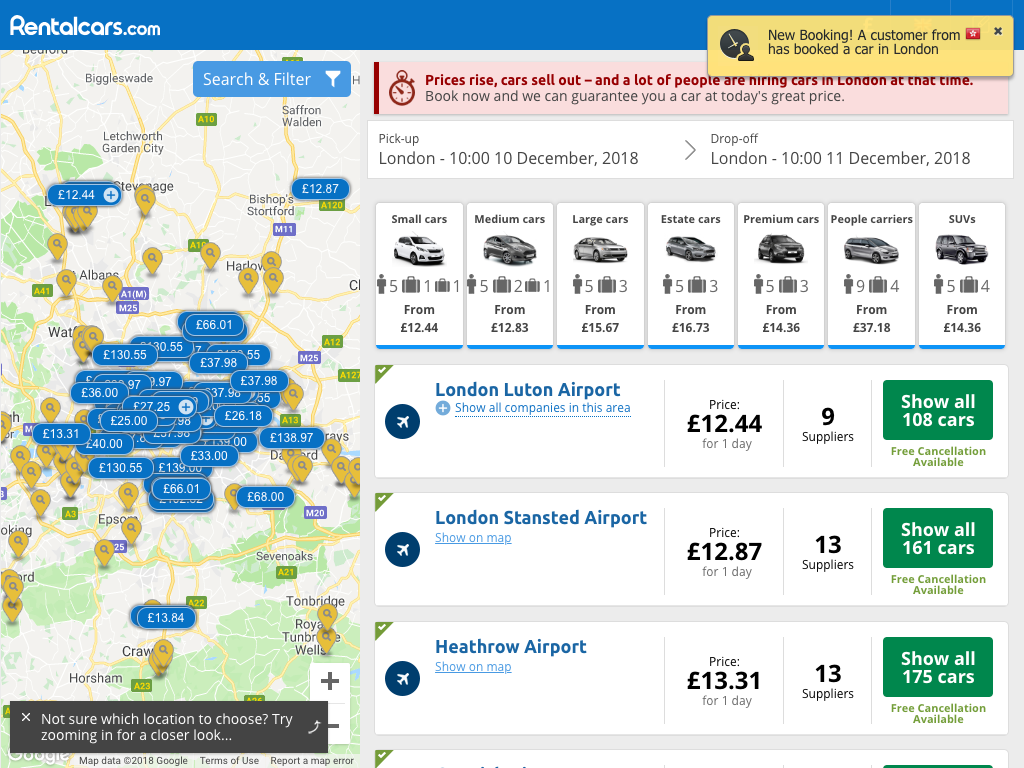 Rentalcars.com
New Booking! A customer from
has booked a car in London
Search & Filter
Prices rise, cars sell out – and a lot of people are hiring cars in London at that time.
Book now and we can guarantee you a car at today's great price.
Pick-up
London - 10:00 10 December, 2018
Drop-off
London - 10:00 11 December, 2018
Small cars
5 1 1
From
£12.44
Medium cars
5 2 1
From
£12.83
Large cars
5 3
From
£15.67
Estate cars
5 3
From
£16.73
Premium cars
5 3
From
£14.36
People carriers
9 4
From
£37.18
SUVs
5 4
From
£14.36
London Luton Airport
Show all companies in this area
Price:
£12.44
for 1 day
9
Suppliers
Show all
108 cars
Free Cancellation
Available
London Stansted Airport
Show on map
Price:
£12.87
for 1 day
13
Suppliers
Show all
161 cars
Free Cancellation
Available
Heathrow Airport
Show on map
Price:
£13.31
for 1 day
13
Suppliers
Show all
175 cars
Free Cancellation
Available
Biggleswade
Saffron
Walden
A10
Letchworth
Garden City
Stevenage
£12.44
£12.87
A120
Bishop's
Stortford
M11
Harlow
A41
Albans
A1(M)
M25
£66.01
A12
£130.55
£37.98
M25
A127
£36.00
£37.98
£27.25
£25.00
£26.18
A13
£13.31
£40.00
£138.97
£33.00
£130.55
£139.00
£66.01
£68.00
A3
M20
Epsom
Sevenoaks
A21
A22
Tonbridge
£13.84
Royal
Tunbridge
Wells
Craw
Horsham
A23
Not sure which location to choose? Try
zooming in for a closer look...
Google
Map data ©2018 Google Terms of Use Report a map error